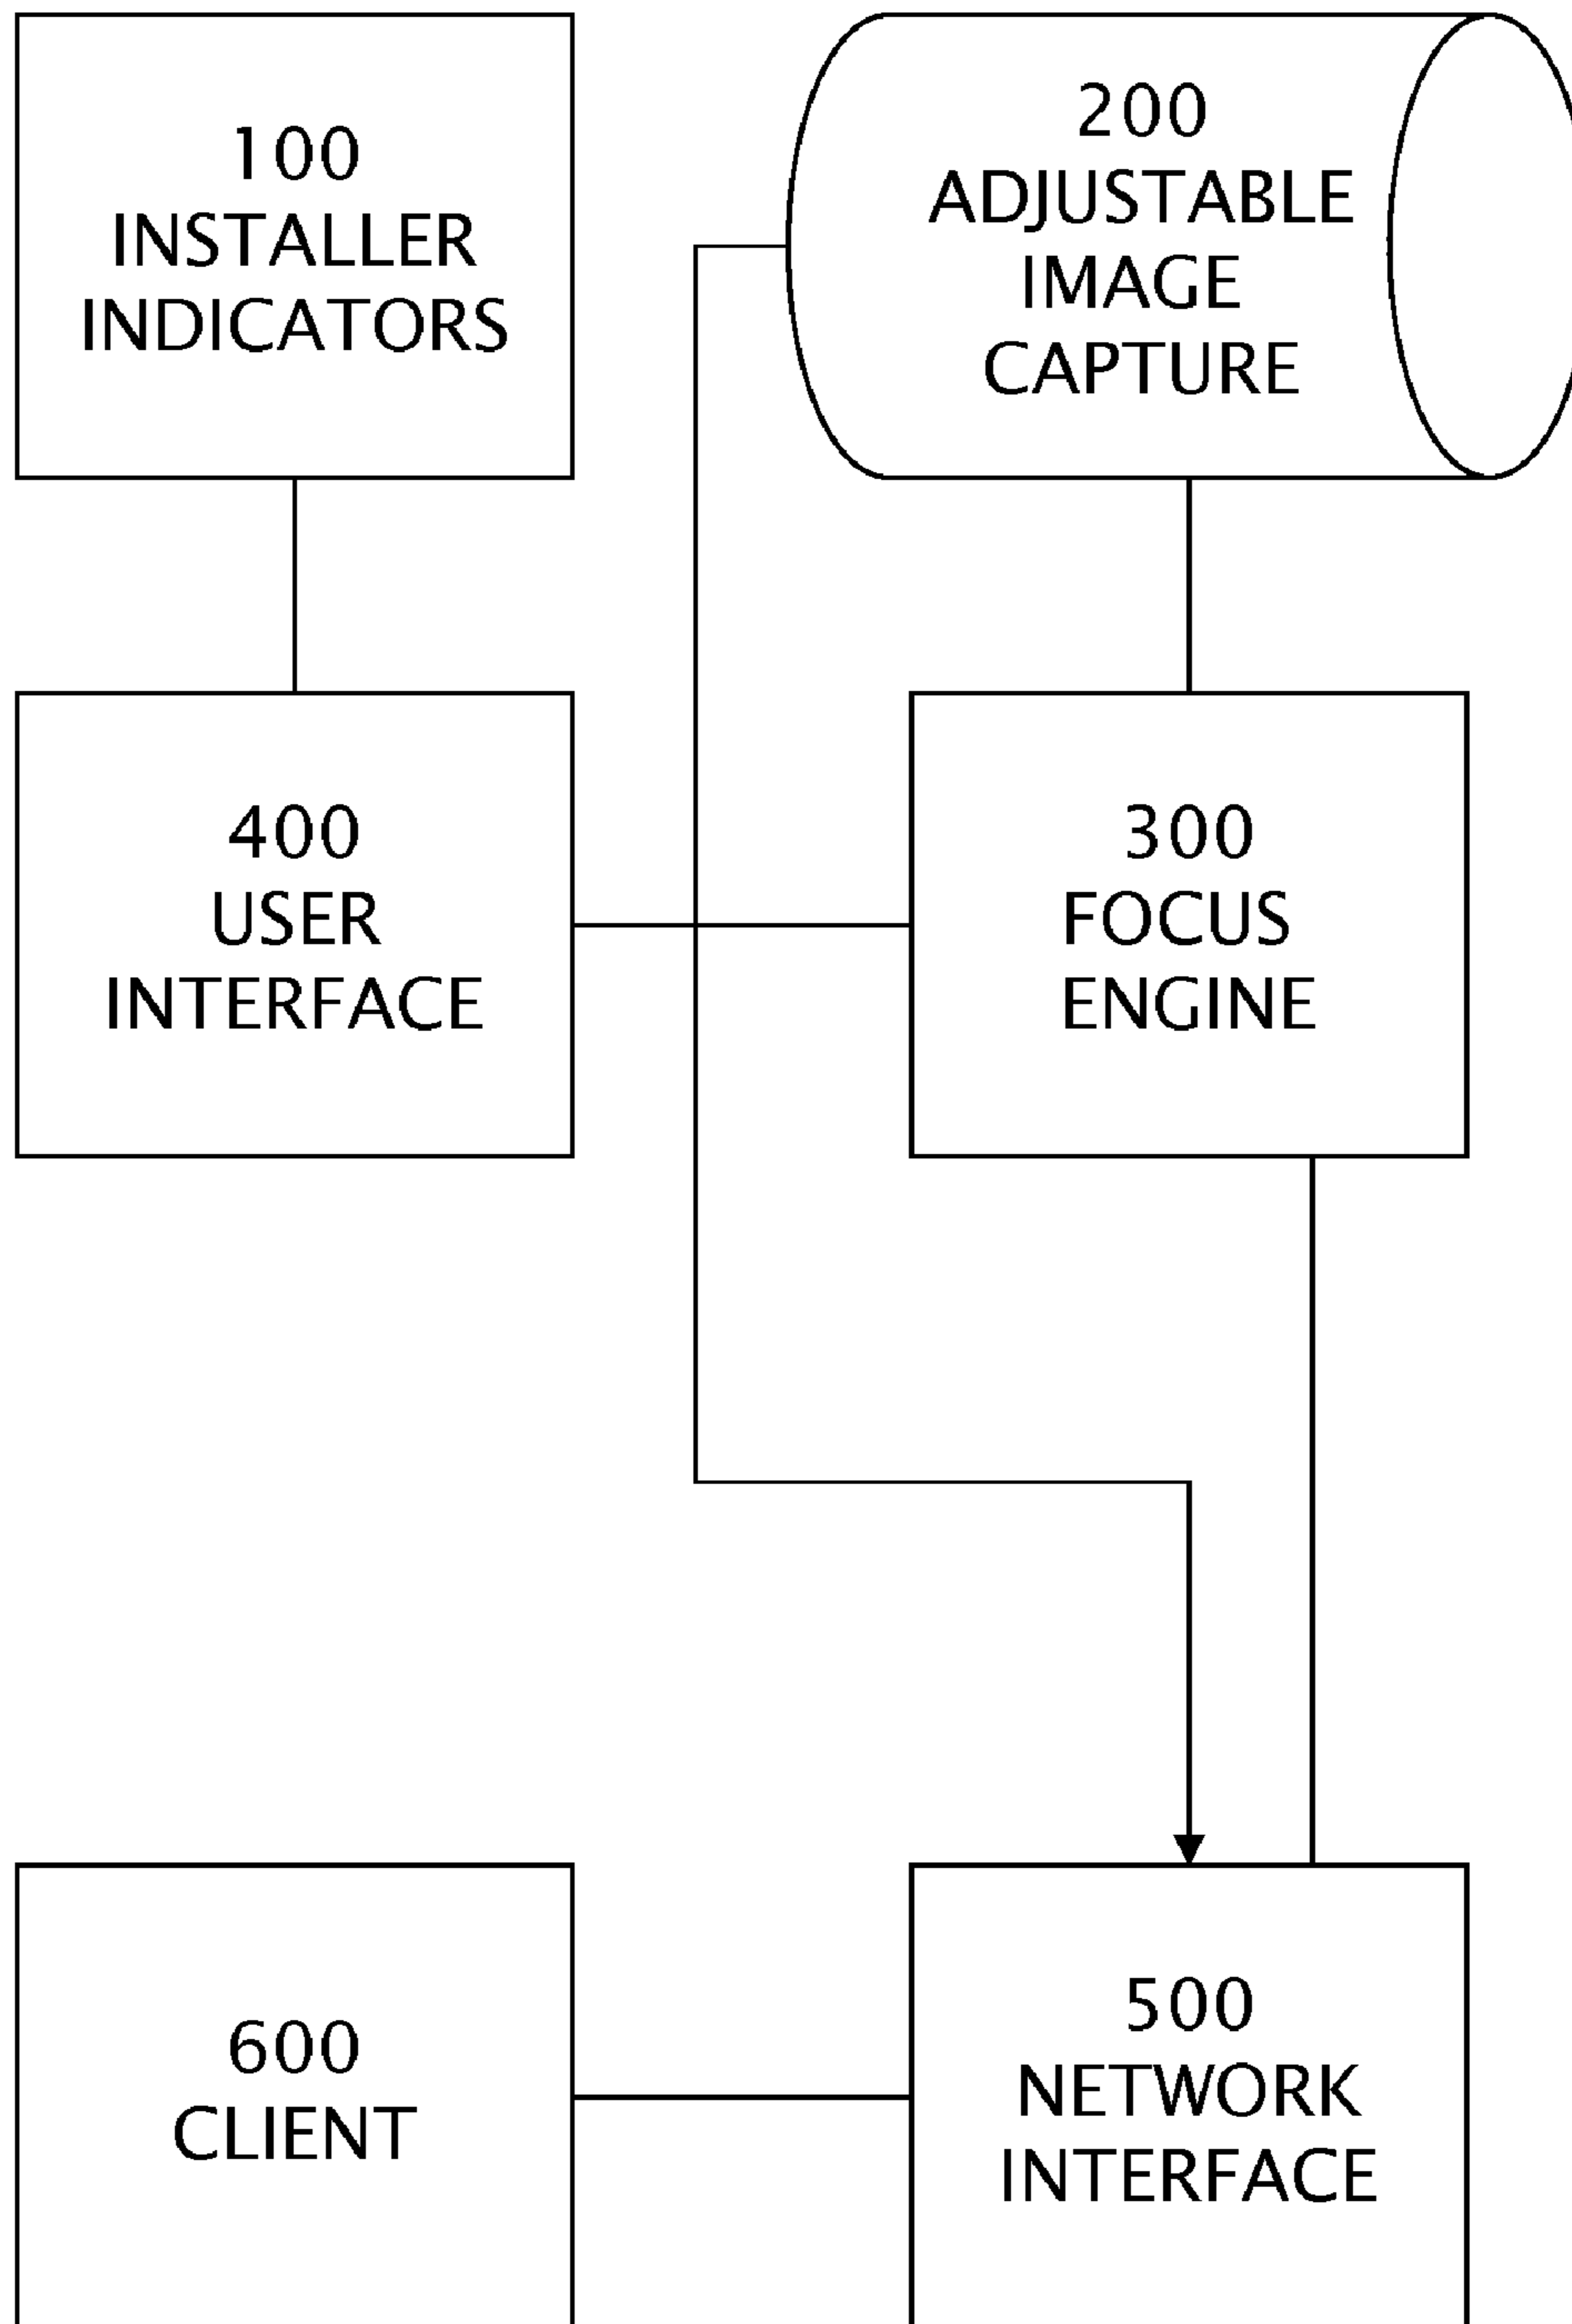 100
INSTALLER
INDICATORS
200
ADJUSTABLE
IMAGE
CAPTURE
400
USER
INTERFACE
300
FOCUS
ENGINE
600
CLIENT
500
NETWORK
INTERFACE